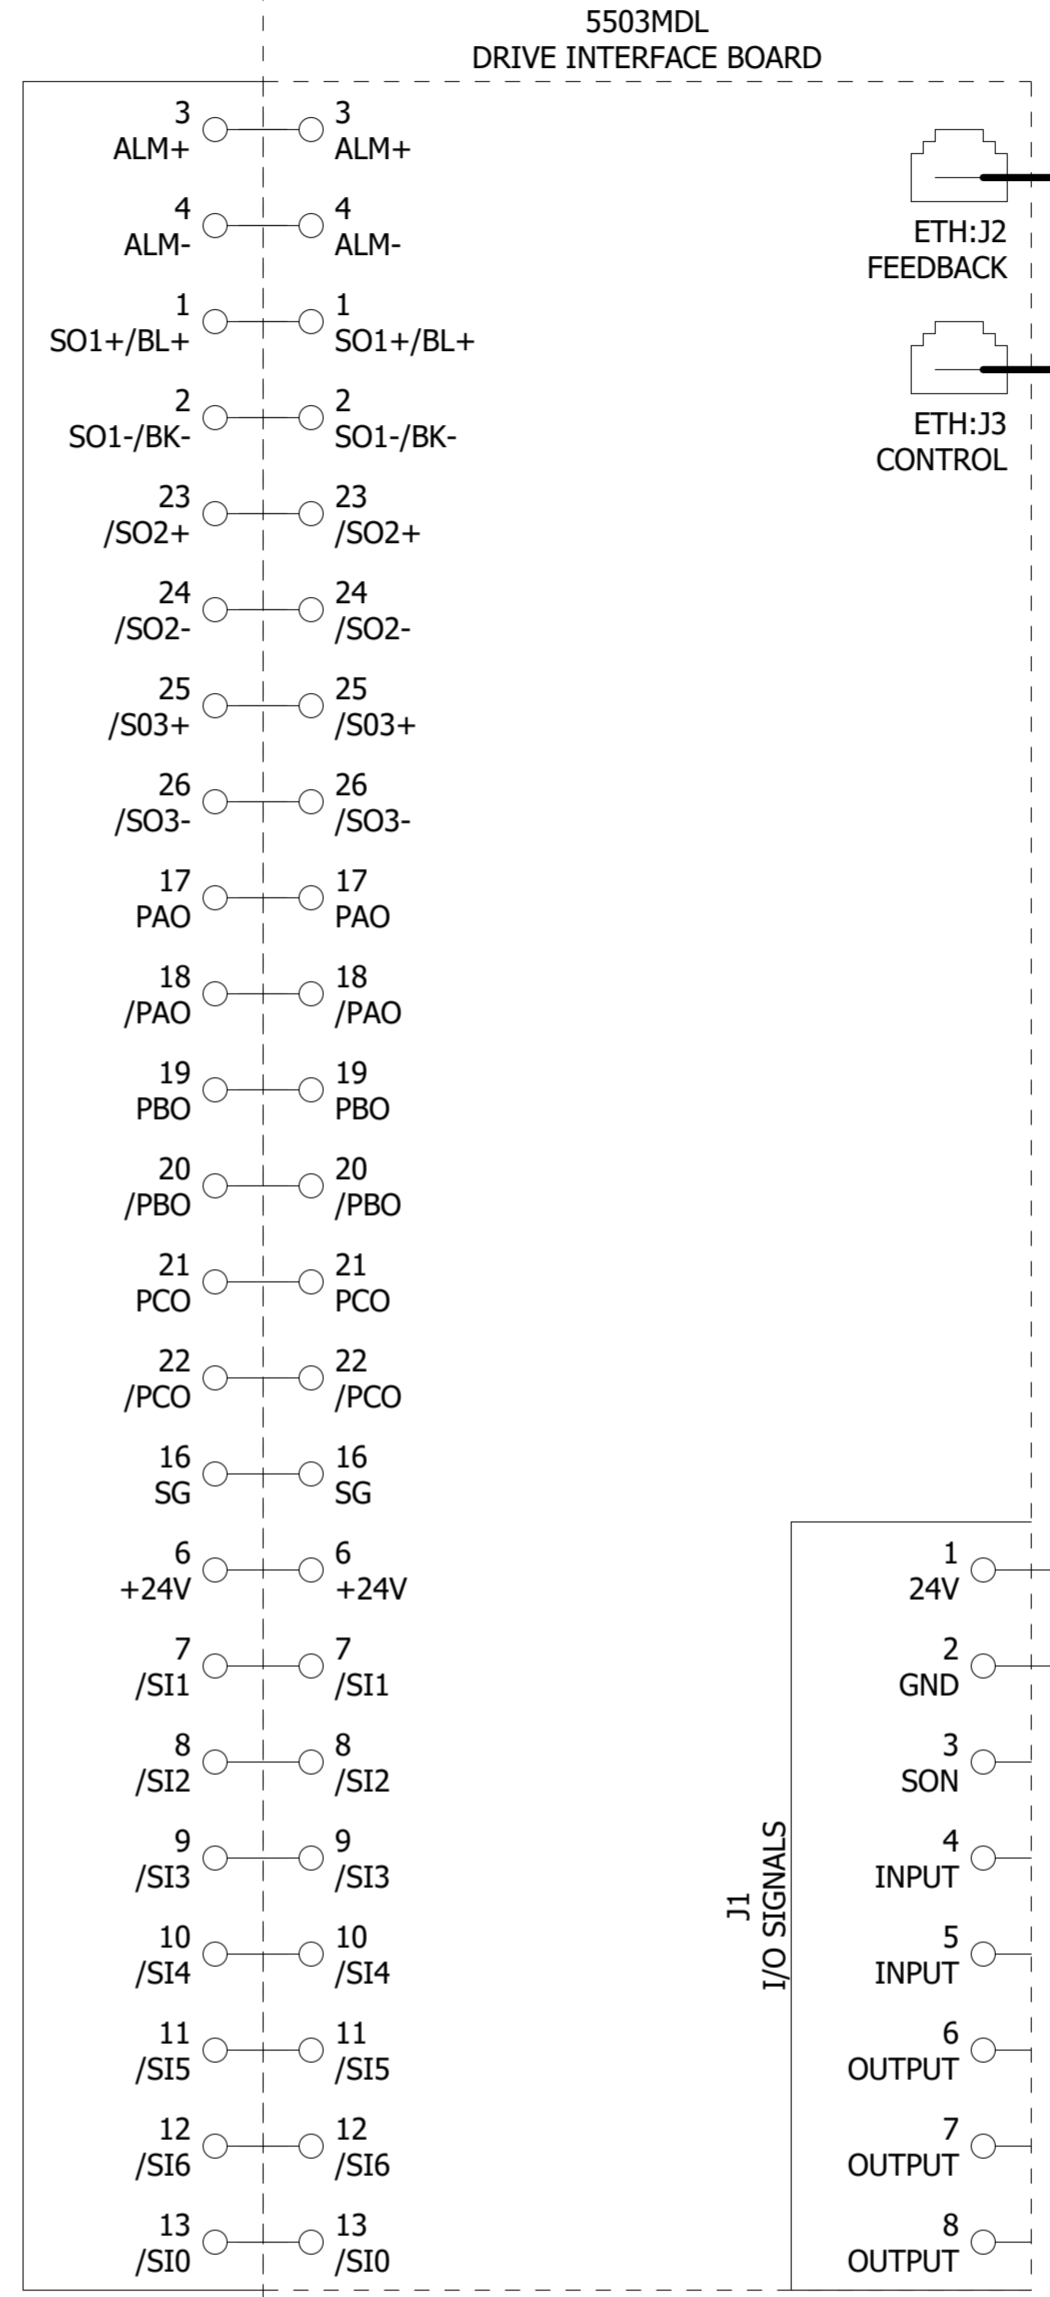 5503MDL
DRIVE INTERFACE BOARD
3
ALM+
3
ALM+
4
ALM-
4
ALM-
1
SO1+/BL+
1
SO1+/BL+
2
SO1-/BK-
2
SO1-/BK-
23
/SO2+
23
/SO2+
24
/SO2-
24
/SO2-
25
/S03+
25
/S03+
26
/SO3-
26
/SO3-
17
PAO
17
PAO
18
/PAO
18
/PAO
19
PBO
19
PBO
20
/PBO
20
/PBO
21
PCO
21
PCO
22
/PCO
22
/PCO
16
SG
16
SG
6
+24V
6
+24V
7
/SI1
7
/SI1
8
/SI2
8
/SI2
9
/SI3
9
/SI3
10
/SI4
10
/SI4
11
/SI5
11
/SI5
12
/SI6
12
/SI6
13
/SI0
13
/SI0
ETH:J2
FEEDBACK
ETH:J3
CONTROL
J1
I/O SIGNALS
1
24V
2
GND
3
SON
4
INPUT
5
INPUT
6
OUTPUT
7
OUTPUT
8
OUTPUT